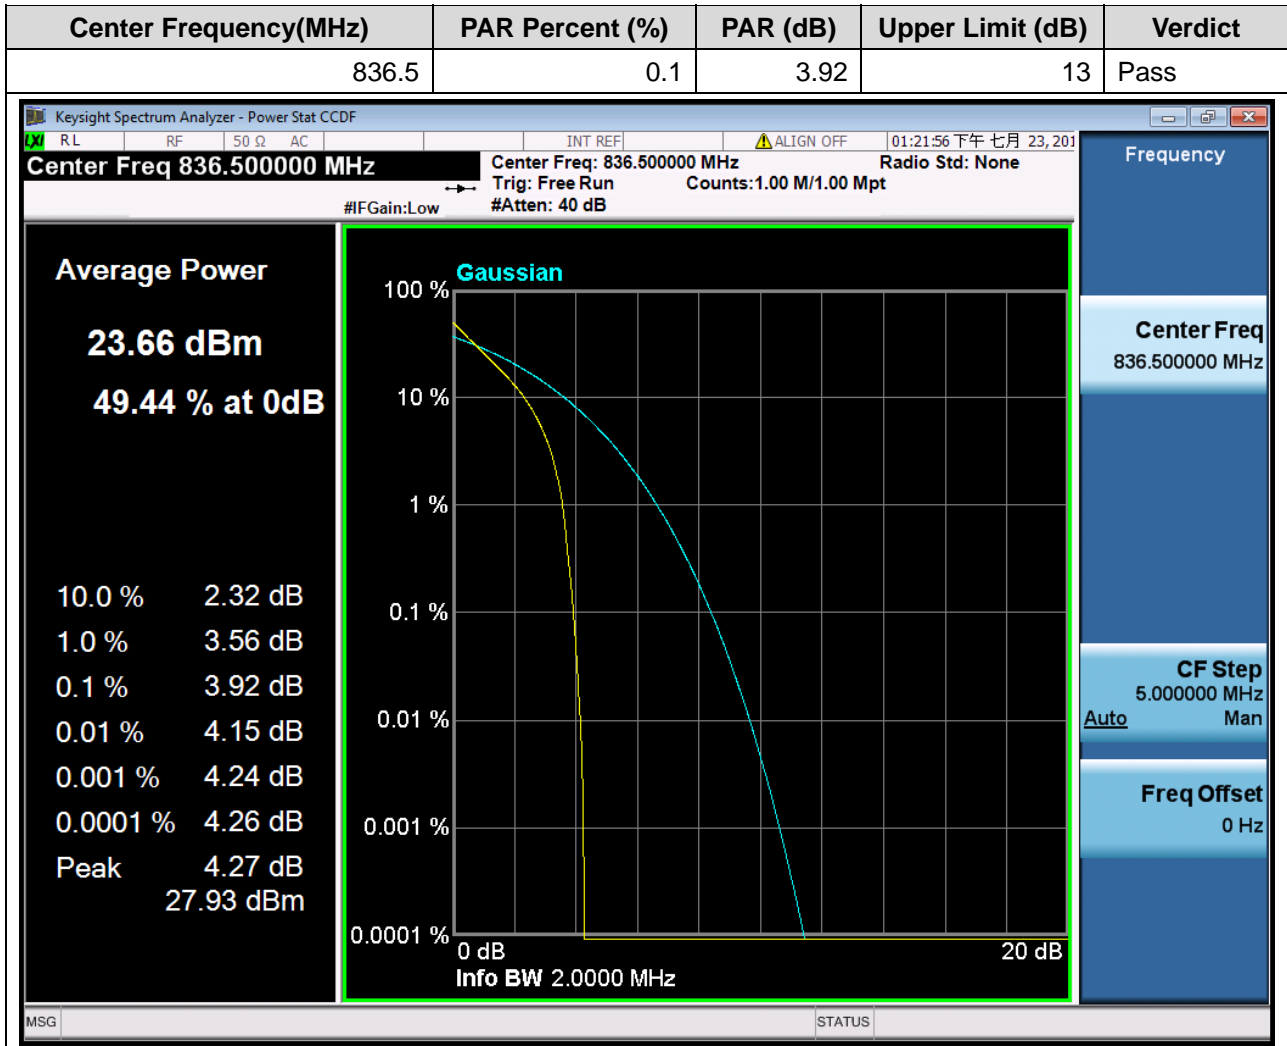 Center Frequency(MHz) PAR Percent (%) PAR (dB) Upper Limit (dB) Verdict
836.5 0.1 3.92 13 Pass
Keysight Spectrum Analyzer - Power Stat CCDF
LXI RL RF 50 Ω AC INT REF ALIGN OFF 01:21:56 下午 七月 23, 201
Center Freq 836.500000 MHz
Center Freq: 836.500000 MHz Radio Std: None
Trig: Free Run Counts:1.00 M/1.00 Mpt
#IFGain:Low #Atten: 40 dB
Average Power
23.66 dBm
49.44 % at 0dB
10.0 % 2.32 dB
1.0 % 3.56 dB
0.1 % 3.92 dB
0.01 % 4.15 dB
0.001 % 4.24 dB
0.0001 % 4.26 dB
Peak 4.27 dB
27.93 dBm
Gaussian
100 %
10 %
1 %
0.1 %
0.01 %
0.001 %
0.0001 %
0 dB 20 dB
Info BW 2.0000 MHz
Frequency
Center Freq
836.500000 MHz
CF Step
5.000000 MHz
Auto Man
Freq Offset
0 Hz
MSG STATUS